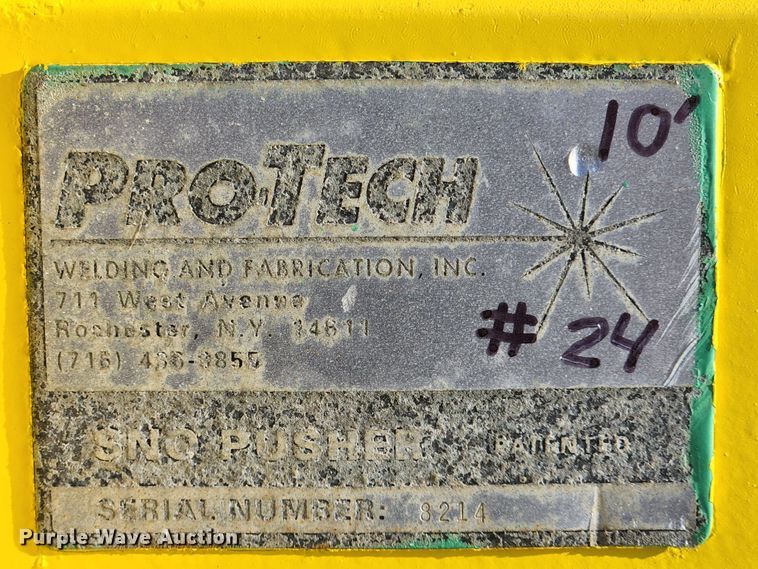 10'
PRO-TECH
WELDING AND FABRICATION, INC.
711 West Avenue
Rochester, N.Y. 14611
(716) 436-9855
# 24
SNO PUSHER PATENTED
SERIAL NUMBER: 8214
Purple Wave Auction